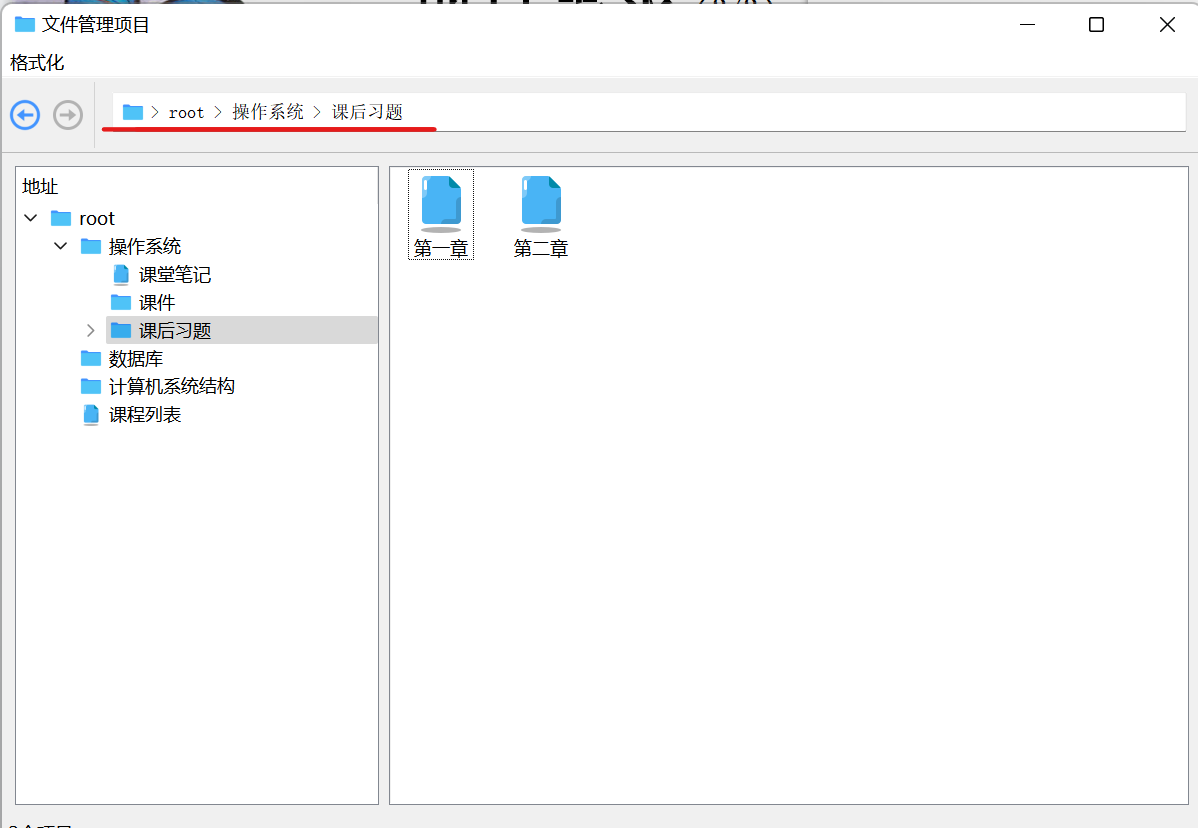 文件管理项目
格式化
root > 操作系统 > 课后习题
地址
root
操作系统
课堂笔记
课件
课后习题
数据库
计算机系统结构
课程列表
第一章 第二章